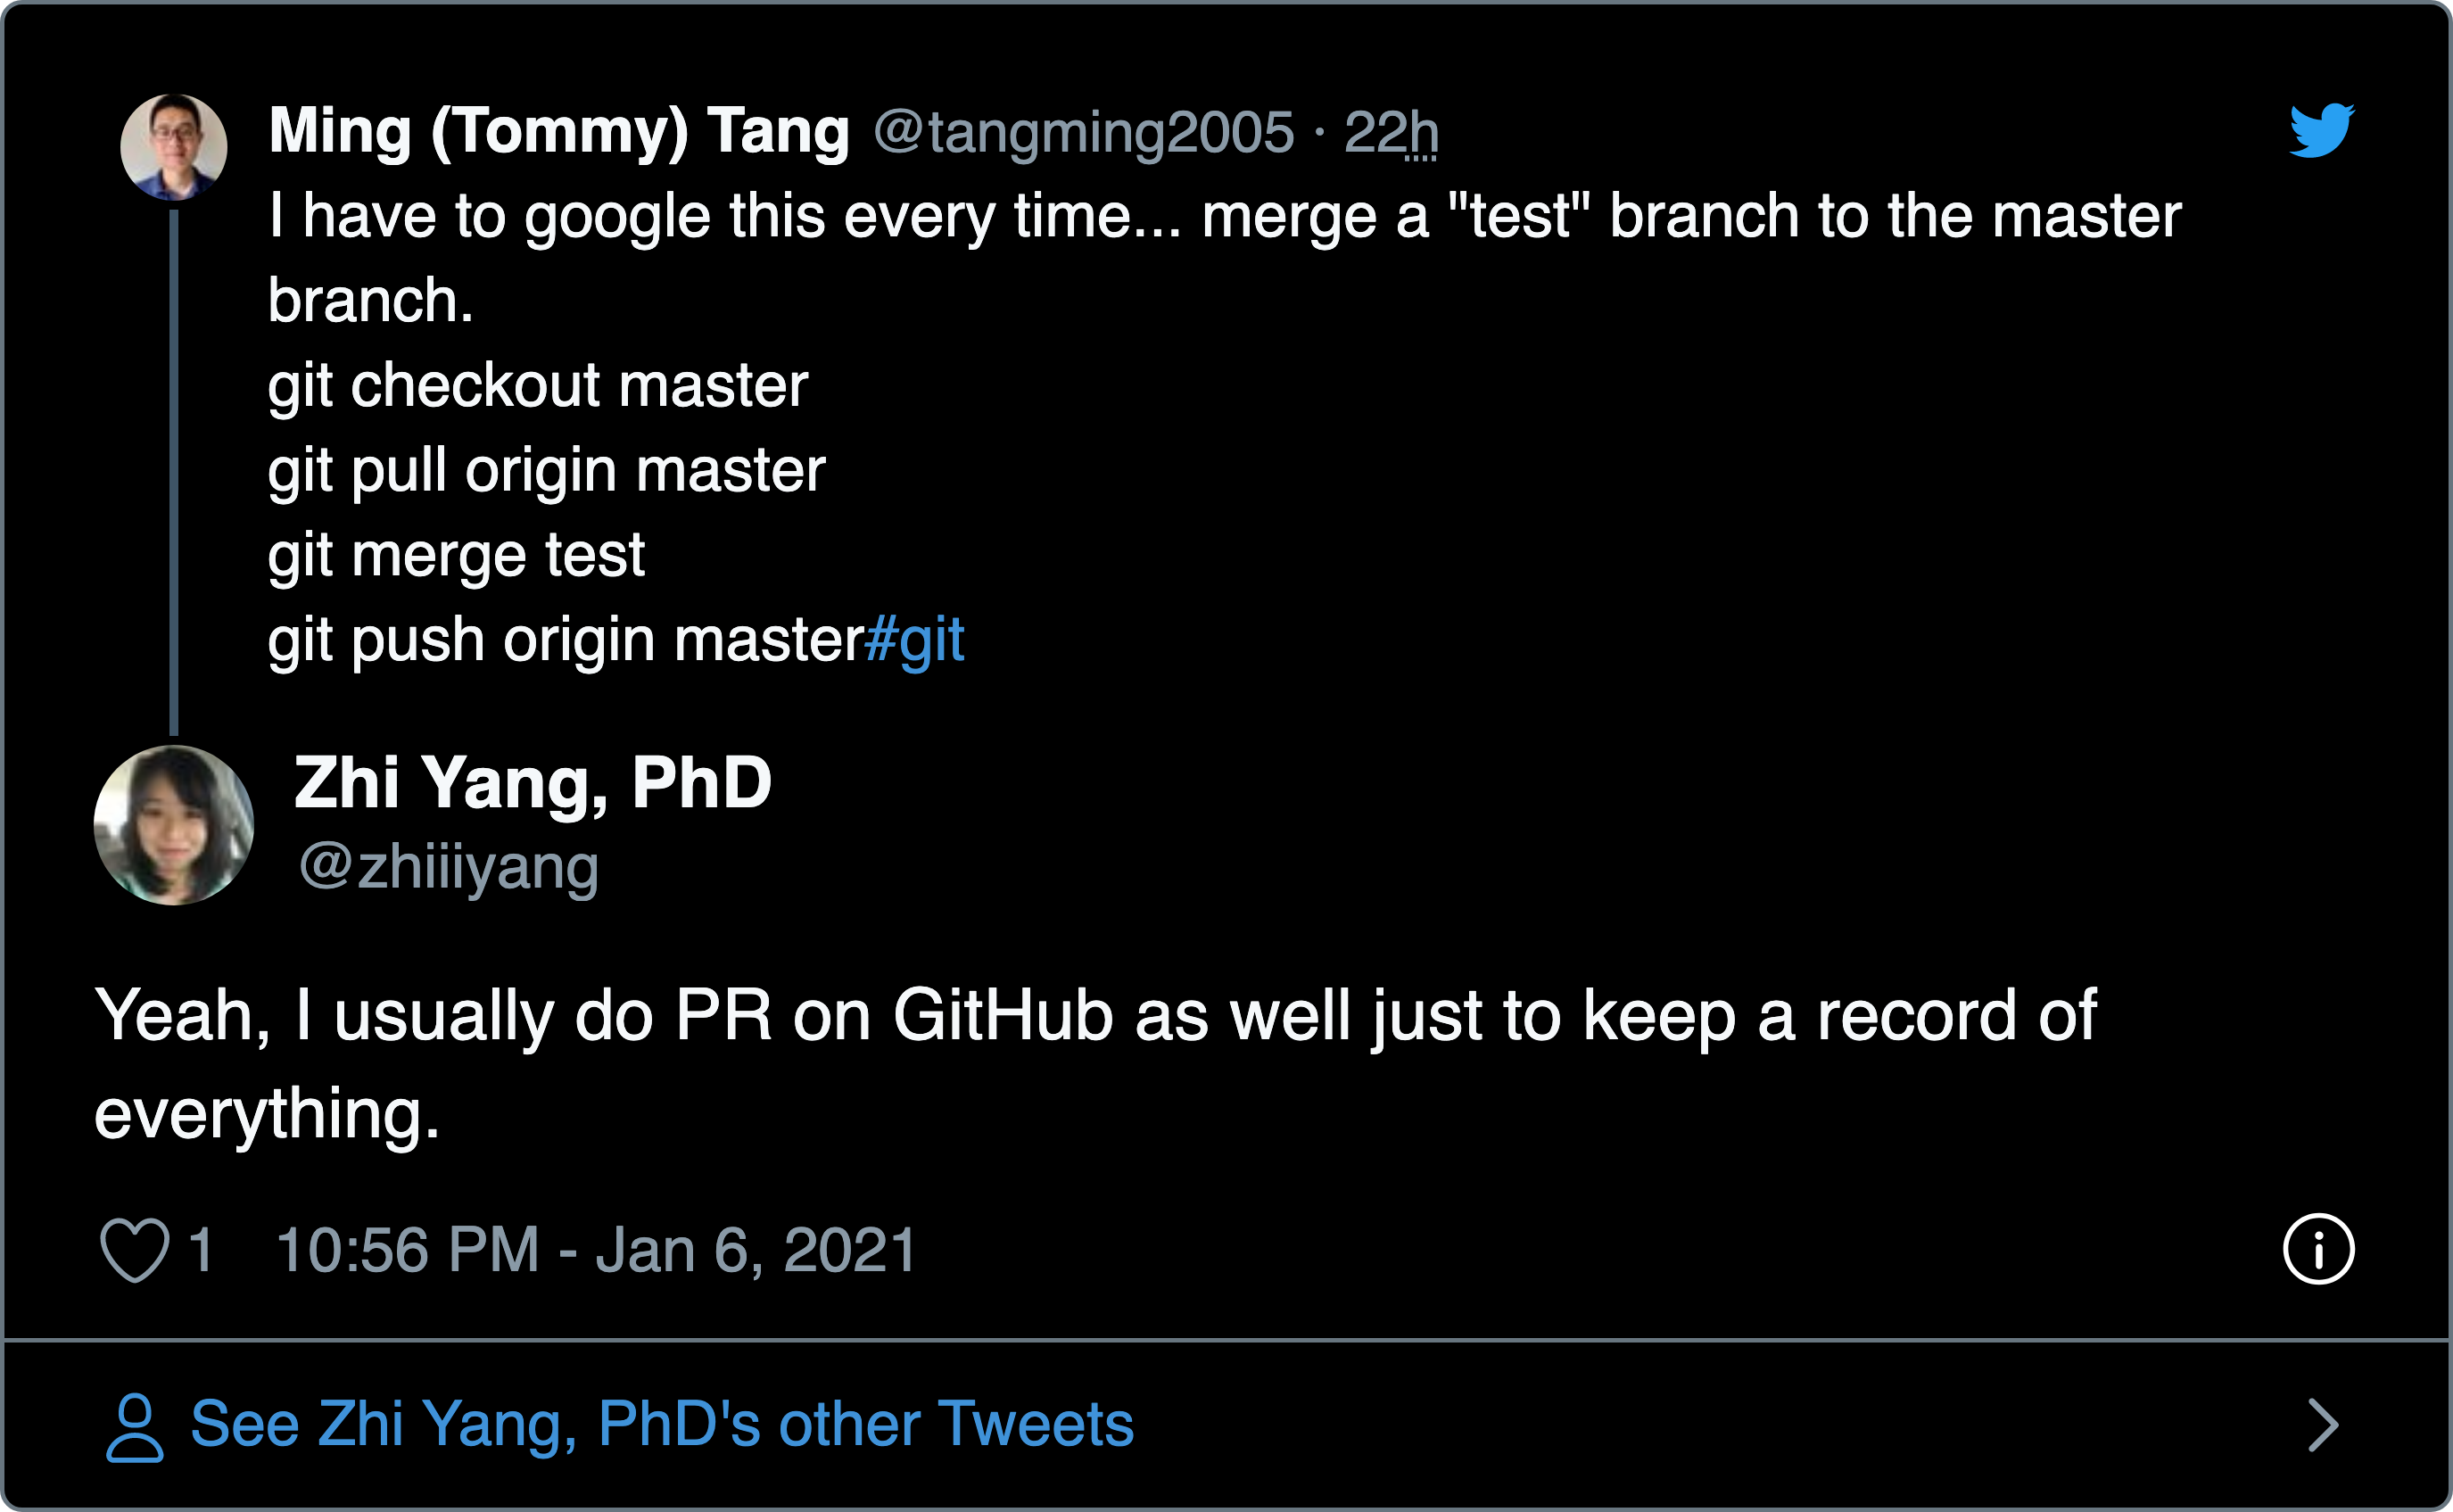 Ming (Tommy) Tang @tangming2005 · 22h
I have to google this every time... merge a "test" branch to the master
branch.
git checkout master
git pull origin master
git merge test
git push origin master#git
Zhi Yang, PhD
@zhiiiyang
Yeah, I usually do PR on GitHub as well just to keep a record of
everything.
1 10:56 PM - Jan 6, 2021
See Zhi Yang, PhD's other Tweets